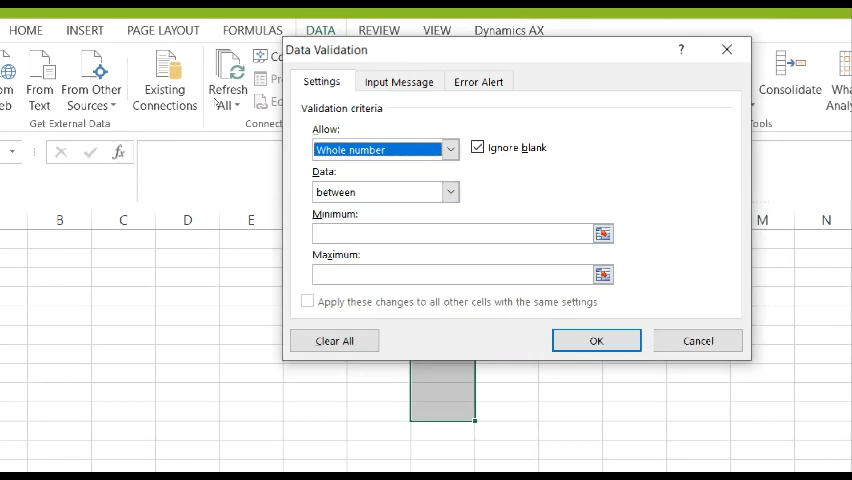 HOME INSERT PAGE LAYOUT FORMULAS DATA REVIEW VIEW Dynamics AX
Data Validation ? 
Settings Input Message Error Alert
Validation criteria
Allow:
Whole number Ignore blank
Data:
between
Minimum:
Maximum:
Apply these changes to all other cells with the same settings
Clear All OK Cancel
From From Other Existing Refresh
Text Sources Connections All
Get External Data
Consolidate
fx
B C D E M N